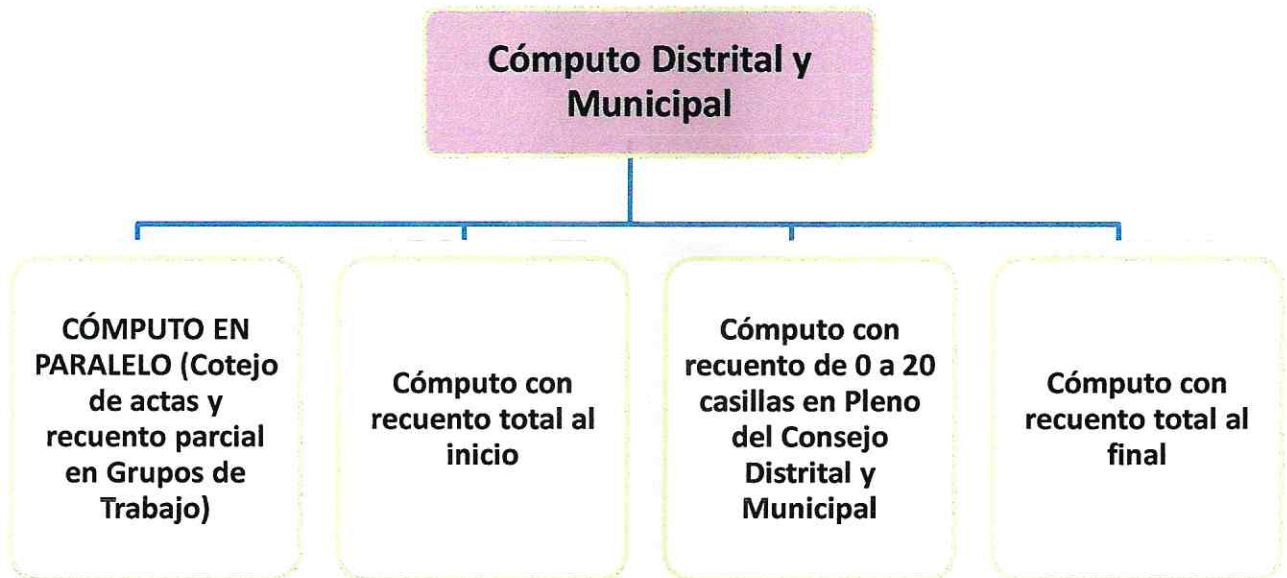 Cómputo Distrital y
Municipal
CÓMPUTO EN
PARALELO (Cotejo
de actas y
recuento parcial
en Grupos de
Trabajo)
Cómputo con
recuento total al
inicio
Cómputo con
recuento de 0 a 20
casillas en Pleno
del Consejo
Distrital y
Municipal
Cómputo con
recuento total al
final